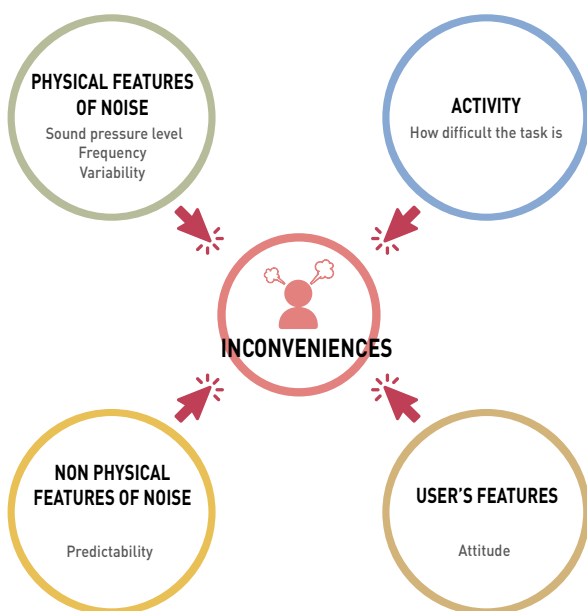 PHYSICAL FEATURES
OF NOISE
Sound pressure level
Frequency
Variability
ACTIVITY
How difficult the task is
INCONVENIENCES
NON PHYSICAL
FEATURES OF NOISE
Predictability
USER'S FEATURES
Attitude